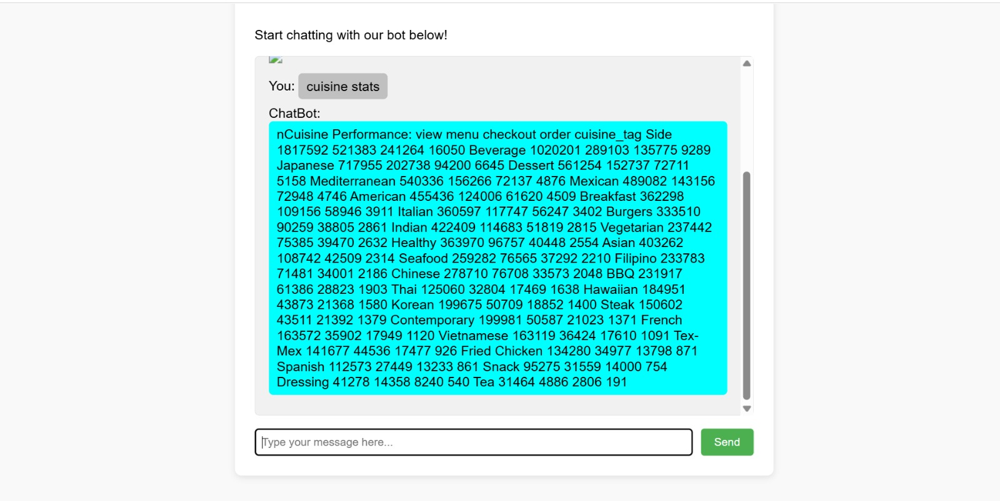 Start chatting with our bot below!
You: cuisine stats
ChatBot:
nCuisine Performance: view menu checkout order cuisine_tag Side
1817592 521383 241264 16050 Beverage 1020201 289103 135775 9289
Japanese 717955 202738 94200 6645 Dessert 561254 152737 72711
5158 Mediterranean 540336 156266 72137 4876 Mexican 489082 143156
72948 4746 American 455436 124006 61620 4509 Breakfast 362298
109156 58946 3911 Italian 360597 117747 56247 3402 Burgers 333510
90259 38805 2861 Indian 422409 114683 51819 2815 Vegetarian 237442
75385 39470 2632 Healthy 363970 96757 40448 2554 Asian 403262
108742 42509 2314 Seafood 259282 76565 37292 2210 Filipino 233783
71481 34001 2186 Chinese 278710 76708 33573 2048 BBQ 231917
61386 28823 1903 Thai 125060 32804 17469 1638 Hawaiian 184951
43873 21368 1580 Korean 199675 50709 18852 1400 Steak 150602
43511 21392 1379 Contemporary 199981 50587 21023 1371 French
163572 35902 17949 1120 Vietnamese 163119 36424 17610 1091 Tex-
Mex 141677 44536 17477 926 Fried Chicken 134280 34977 13798 871
Spanish 112573 27449 13233 861 Snack 95275 31559 14000 754
Dressing 41278 14358 8240 540 Tea 31464 4886 2806 191
Type your message here...
Send